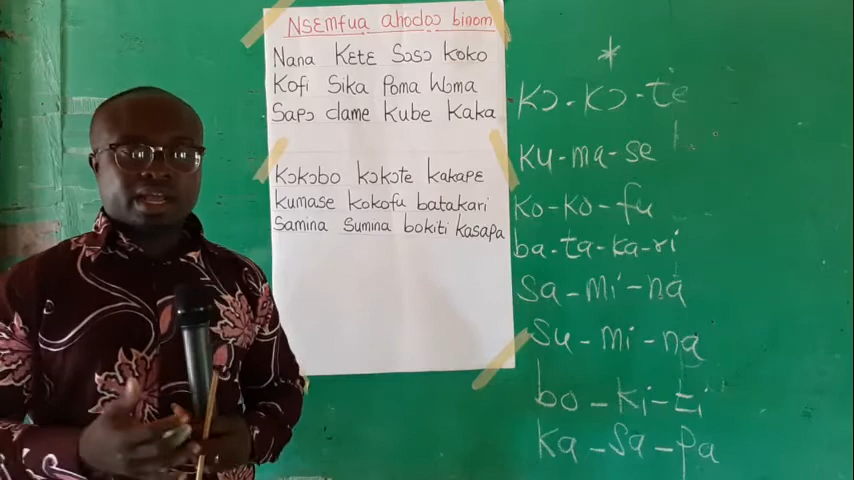 Nsɛmfua ahodoɔ binom
Nana Kɛtɛ Sɔsɔ Koko
Kofi Sika Poma Wɔma
Sapɔ dame Kube Kaka
Kɔkɔbo kɔkɔte kakapɛ
kumase kokofu batakari
Samina Sumina bokiti kasapa
*
Kɔ-kɔ-te
Ku-ma-se
Ko-ko-fu
ba-ta-ka-ri
Sa-mi-na
Su-mi-na
bo-ki-ti
Ka-sa-pa